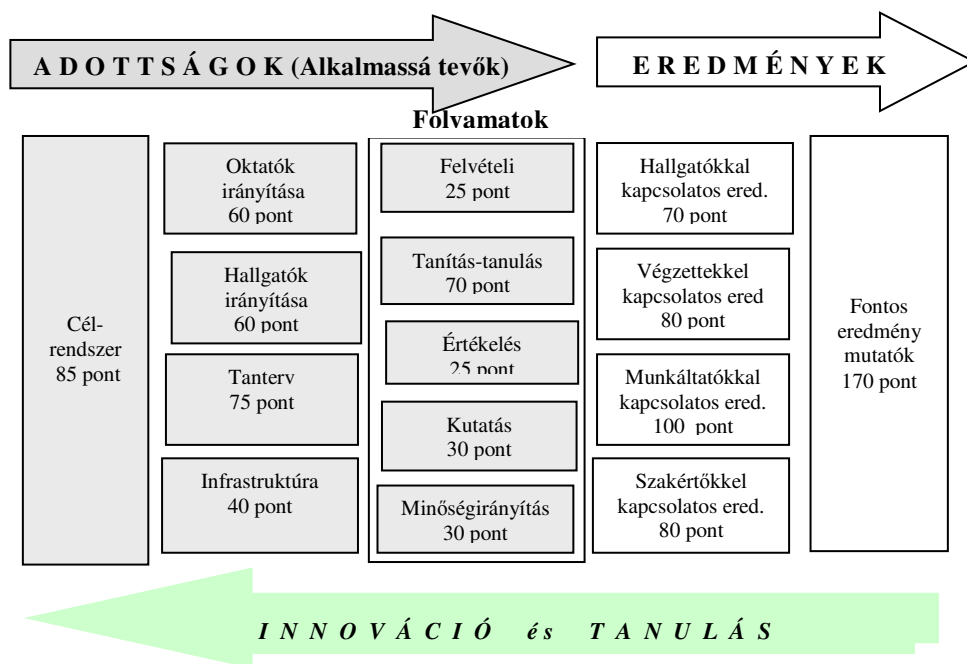 A D O T T S Á G O K (Alkalmassá tevők)
E R E D M É N Y E K
Folyamatok
Cél-
rendszer
85 pont
Oktatók
irányítása
60 pont
Hallgatók
irányítása
60 pont
Tanterv
75 pont
Infrastruktúra
40 pont
Felvételi
25 pont
Tanítás-tanulás
70 pont
Értékelés
25 pont
Kutatás
30 pont
Minőségirányítás
30 pont
Hallgatókkal
kapcsolatos ered.
70 pont
Végzettekkel
kapcsolatos ered
80 pont
Munkáltatókkal
kapcsolatos ered.
100 pont
Szakértőkkel
kapcsolatos ered.
80 pont
Fontos
eredmény
mutatók
170 pont
I N N O V Á C I Ó és T A N U L Á S